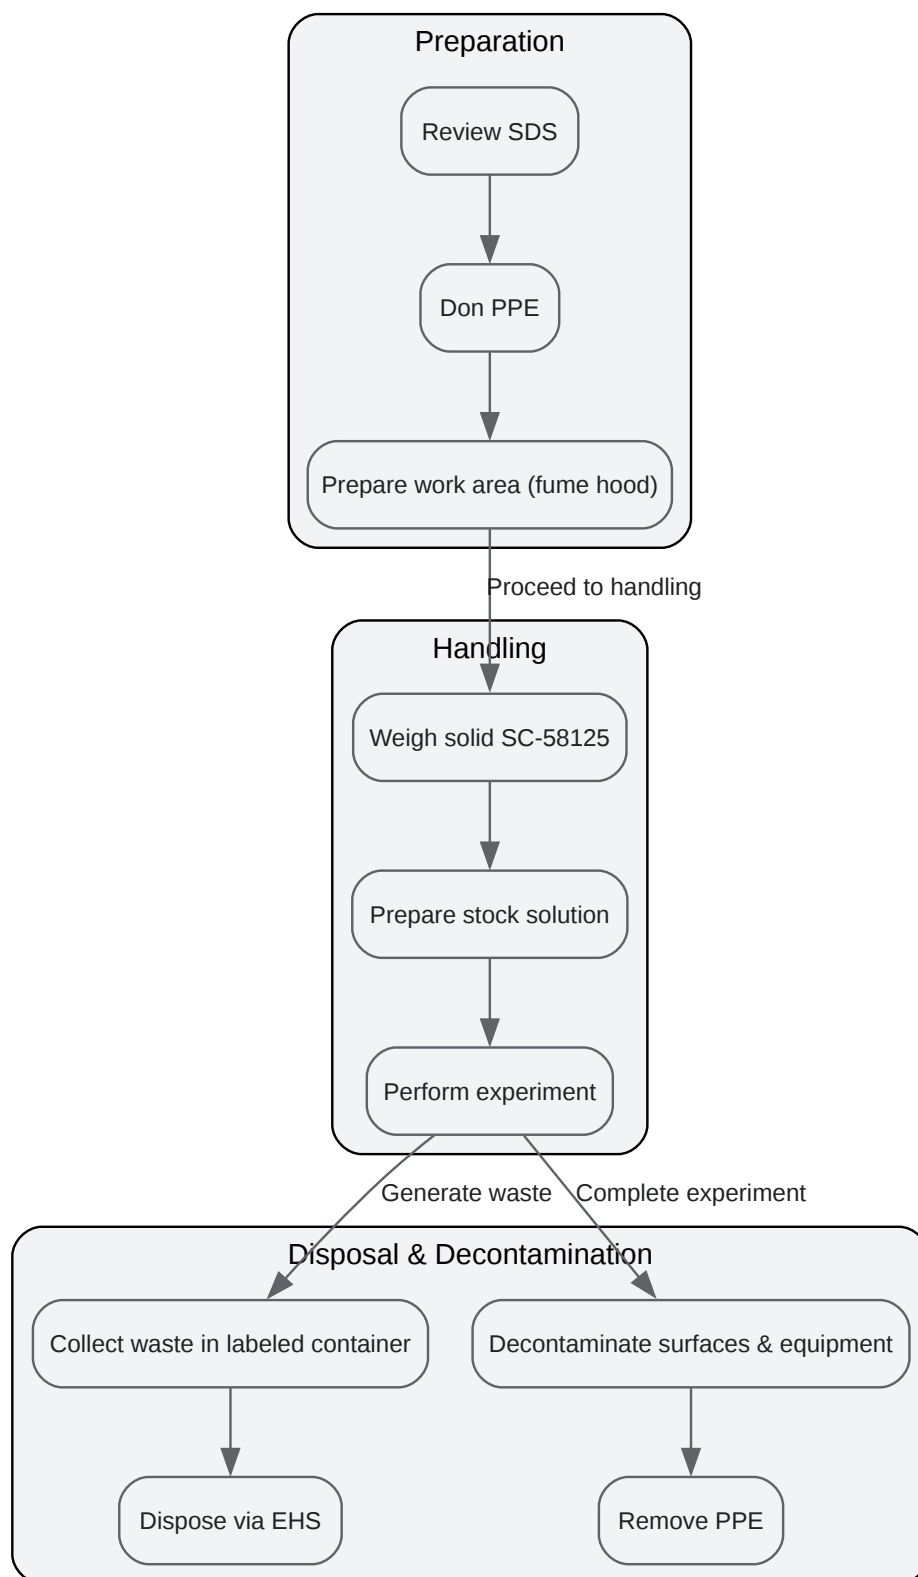 Preparation
Review SDS
Don PPE
Prepare work area (fume hood)
Proceed to handling
Handling
Weigh solid SC-58125
Prepare stock solution
Perform experiment
Generate waste
Complete experiment
Disposal & Decontamination
Collect waste in labeled container
Decontaminate surfaces & equipment
Dispose via EHS
Remove PPE